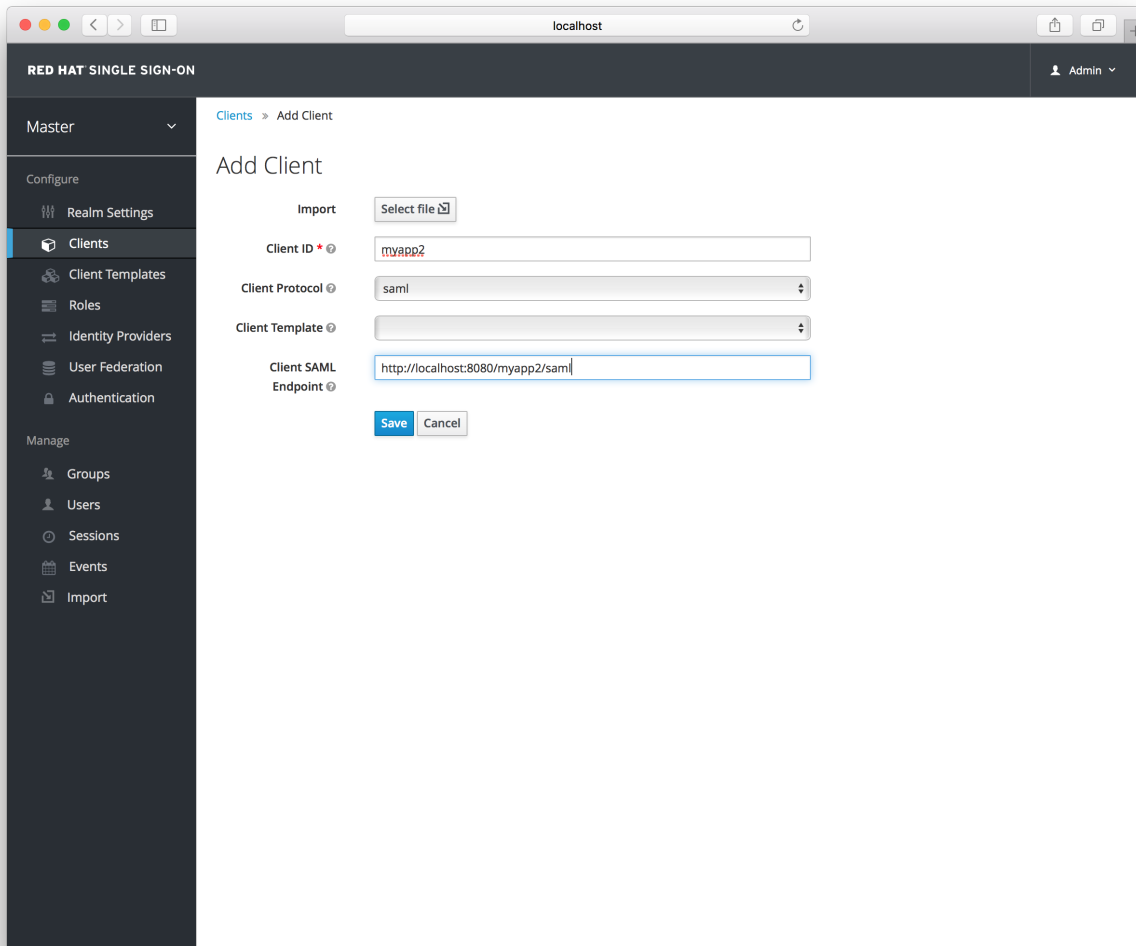 localhost
RED HAT SINGLE SIGN-ON
Admin
Master
Clients » Add Client
Add Client
Configure
Realm Settings
Clients
Client Templates
Roles
Identity Providers
User Federation
Authentication
Manage
Groups
Users
Sessions
Events
Import
Import
Select file
Client ID *
myapp2
Client Protocol
saml
Client Template
Client SAML
Endpoint
http://localhost:8080/myapp2/saml
Save Cancel